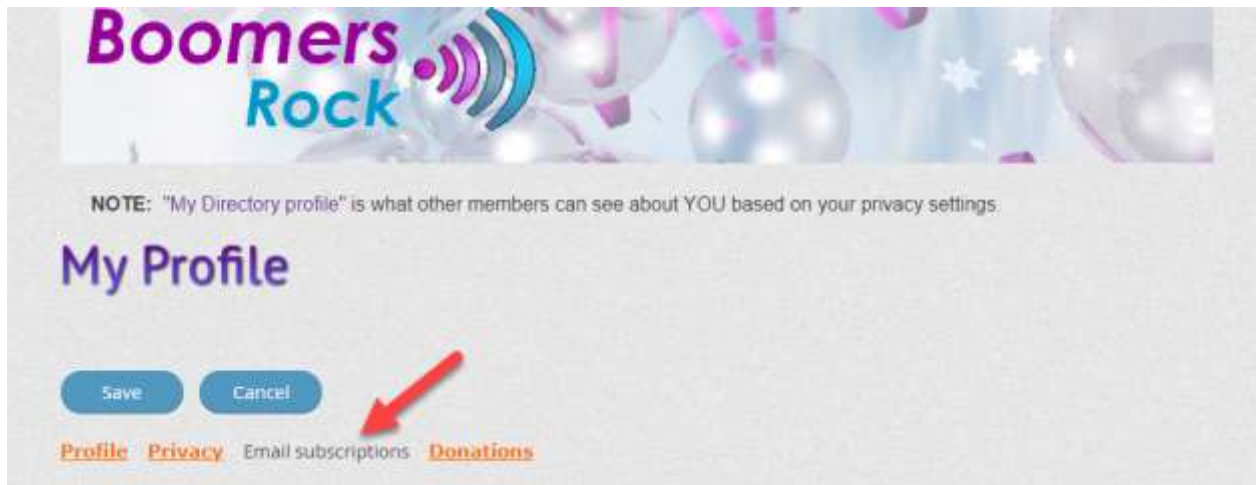 Boomers
Rock
NOTE: "My Directory profile" is what other members can see about YOU based on your privacy settings.
My Profile
Save Cancel
Profile Privacy Email subscriptions Donations